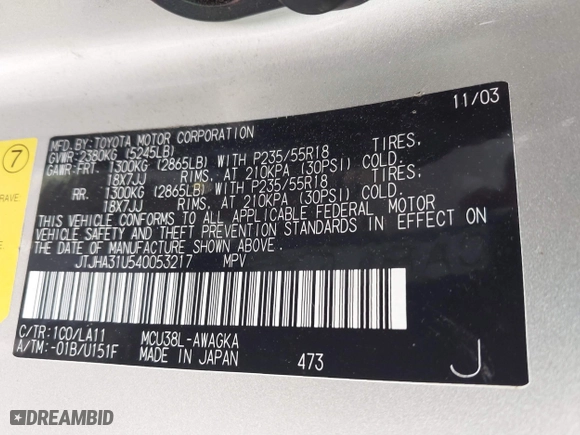 11/03
MFD. BY: TOYOTA MOTOR CORPORATION
GVWR: 2380KG (5245LB)
GAWR: FRT. 1300KG (2865LB) WITH P235/55R18 TIRES,
18X7JJ RIMS, AT 210KPA (30PSI) COLD.
RR. 1300KG (2865LB) WITH P235/55R18 TIRES,
18X7JJ RIMS, AT 210KPA (30PSI) COLD.
THIS VEHICLE CONFORMS TO ALL APPLICABLE FEDERAL MOTOR
VEHICLE SAFETY AND THEFT PREVENTION STANDARDS IN EFFECT ON
THE DATE OF MANUFACTURE SHOWN ABOVE.
JTJHA31U540053217 MPV
C/TR: 1C0/LA11 MCU38L-AWAGKA
A/TM: -01B/U151F MADE IN JAPAN 473 J
7
RAVE
E
DREAMBID